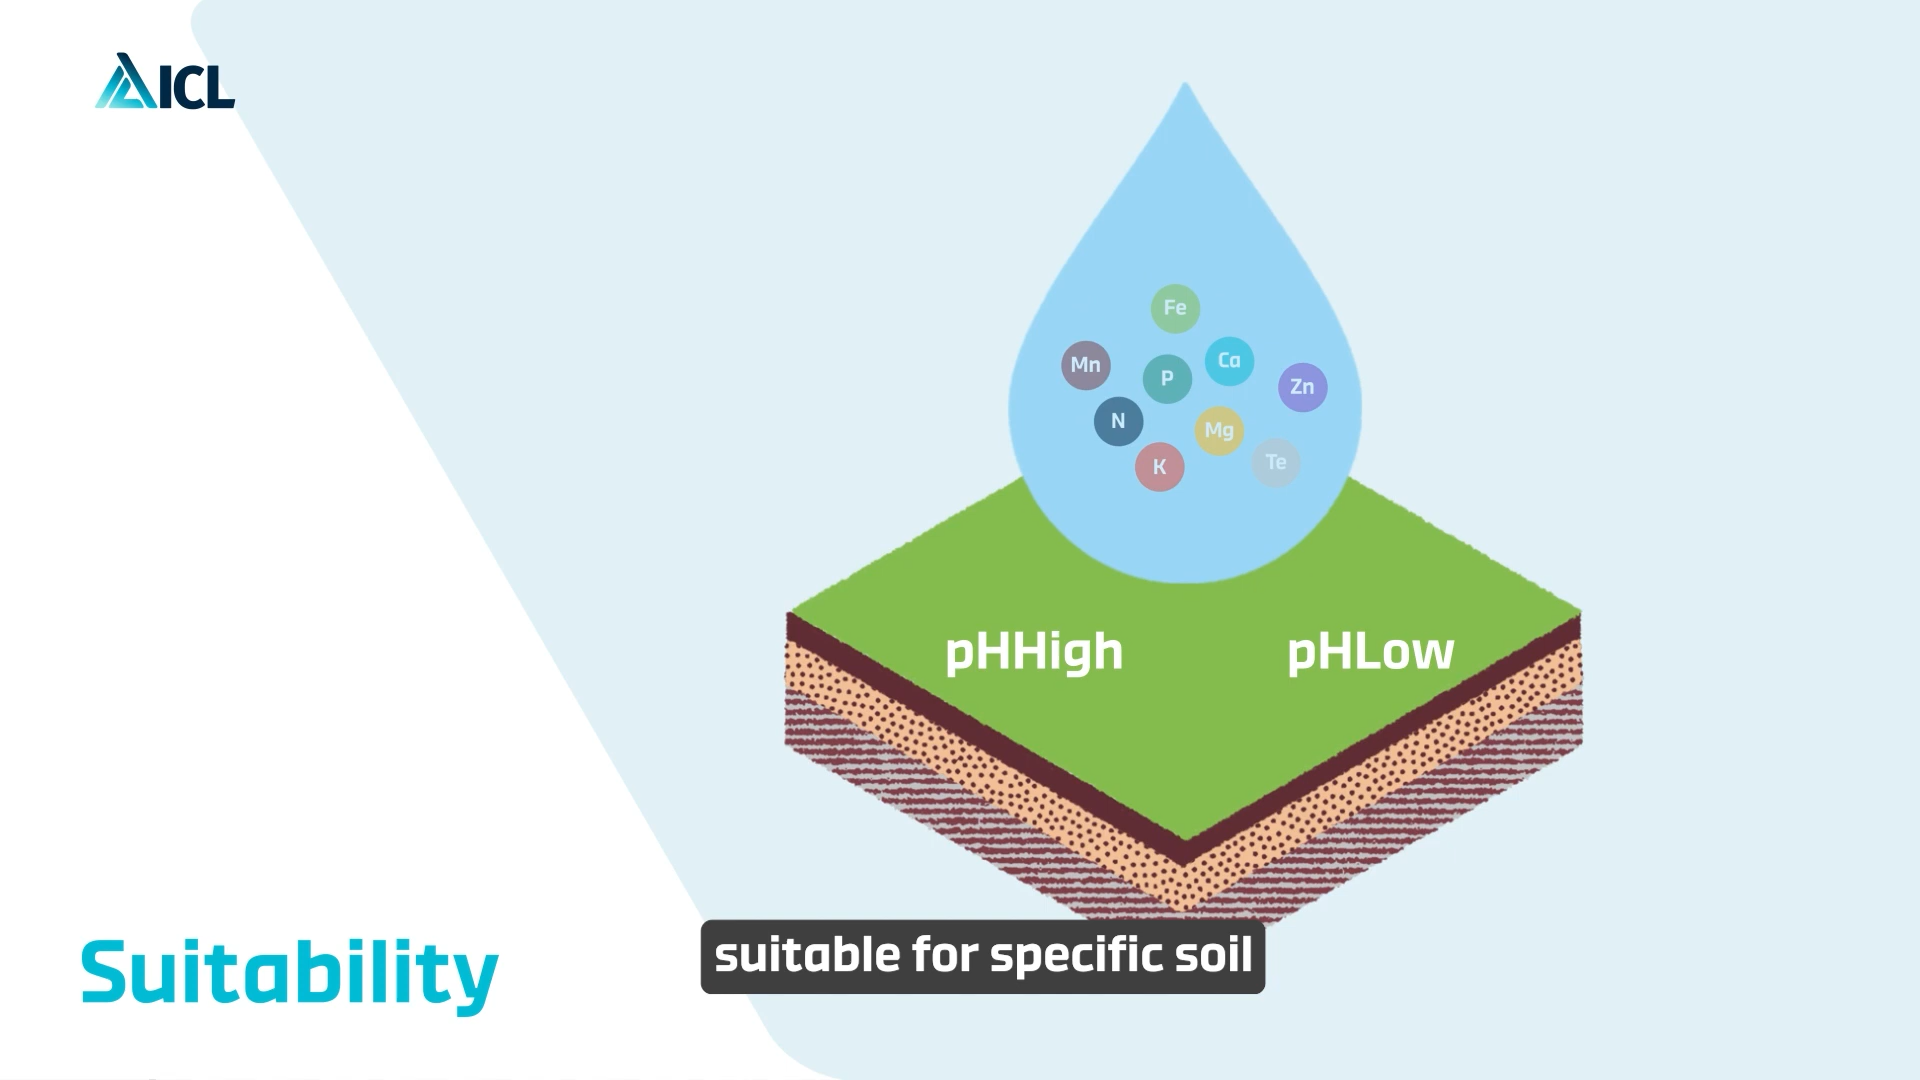 ICL
Fe
Mn
P
Ca
Zn
N
Mg
K
Te
pHHigh
pHLow
Suitability
suitable for specific soil